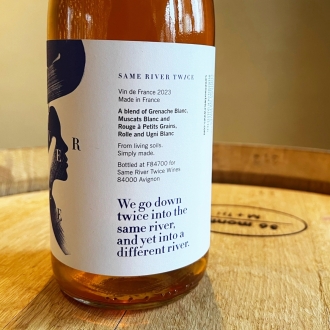 SAME RIVER TWICE
Vin de France 2023
Made in France
A blend of Grenache Blanc,
Muscats Blanc and
Rouge à Petits Grains,
Rolle and Ugni Blanc
From living soils.
Simply made.
Bottled at F84700 for
Same River Twice Wines
84000 Avignon
We go down
twice into the
same river,
and yet into a
different river.
E R
E